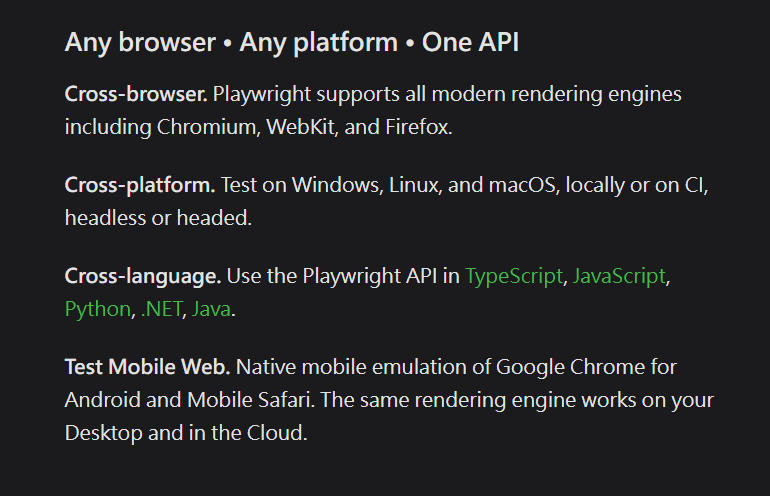 Any browser • Any platform • One API
Cross-browser. Playwright supports all modern rendering engines
including Chromium, WebKit, and Firefox.
Cross-platform. Test on Windows, Linux, and macOS, locally or on CI,
headless or headed.
Cross-language. Use the Playwright API in TypeScript, JavaScript,
Python, .NET, Java.
Test Mobile Web. Native mobile emulation of Google Chrome for
Android and Mobile Safari. The same rendering engine works on your
Desktop and in the Cloud.